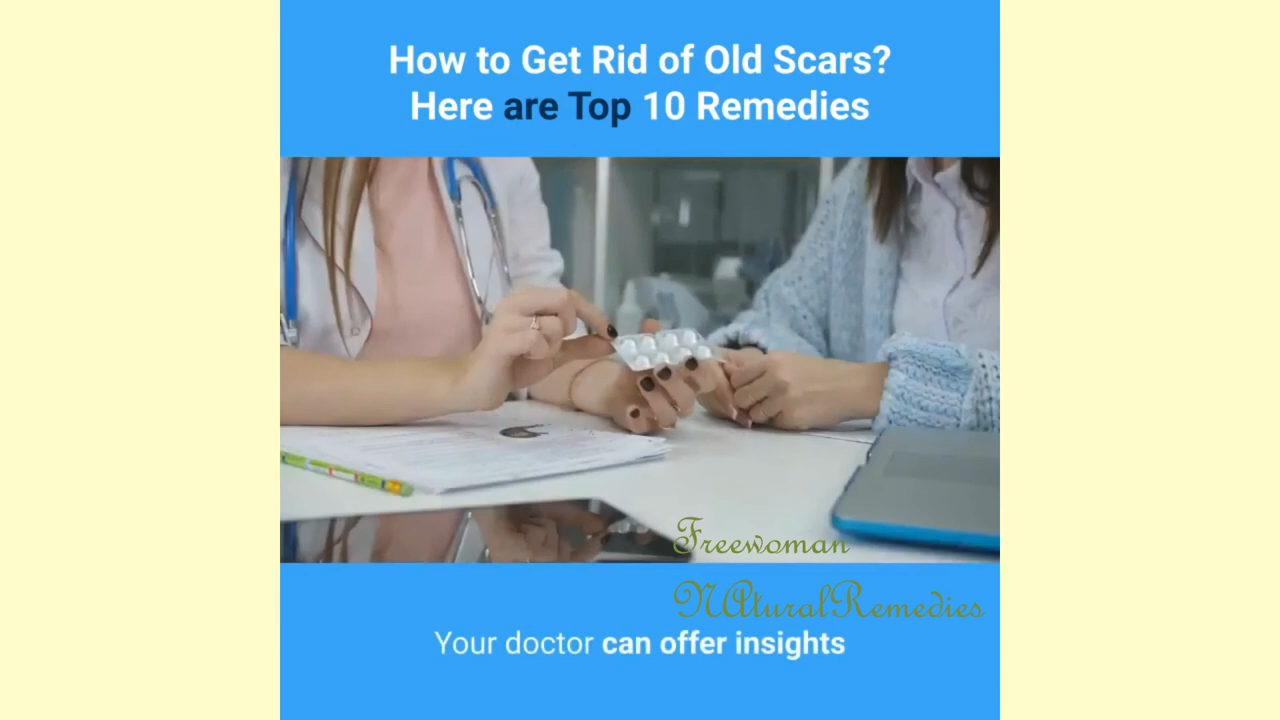 How to Get Rid of Old Scars?
Here are Top 10 Remedies
Freewoman
NAturalRemedies
Your doctor can offer insights